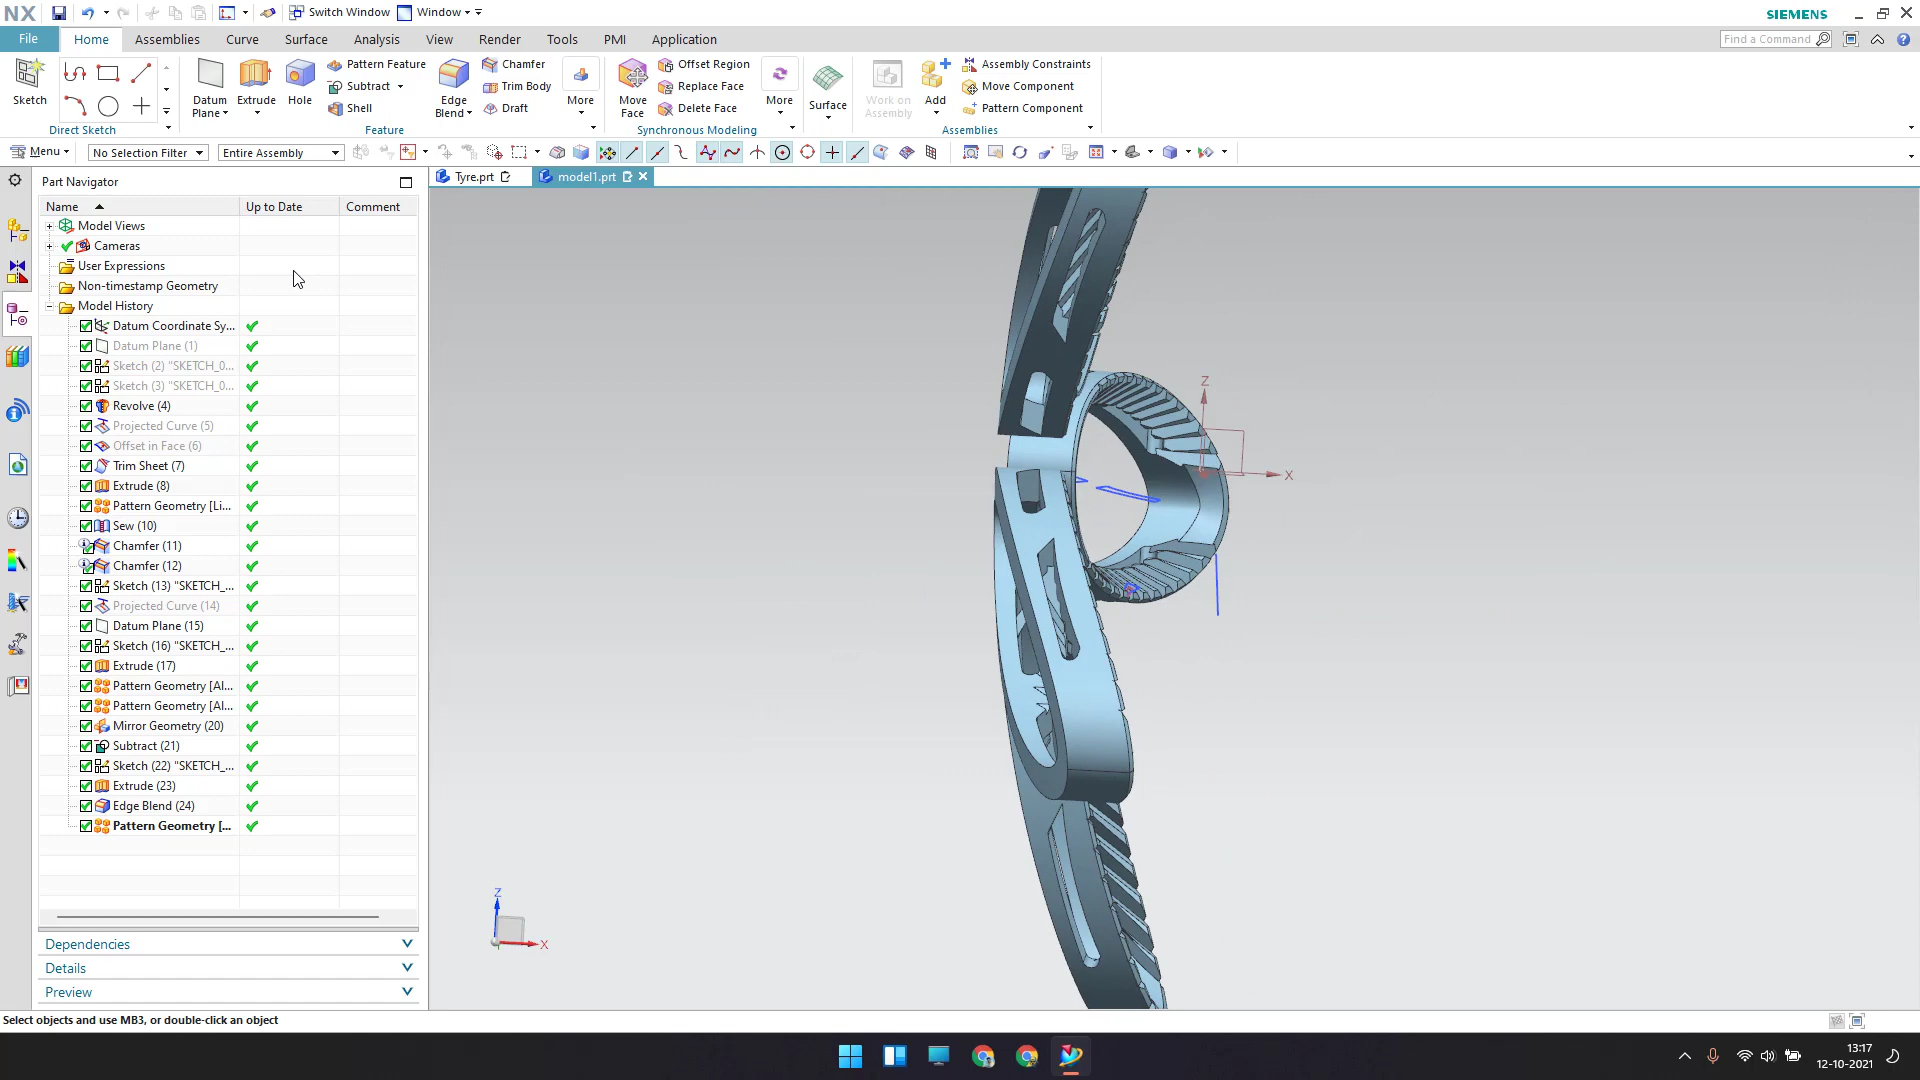 NX
Switch Window
Window
SIEMENS
File
Home
Assemblies
Curve
Surface
Analysis
View
Render
Tools
PMI
Application
Find a Command
Sketch
Direct Sketch
Datum Plane
Extrude
Hole
Pattern Feature
Subtract
Shell
Edge Blend
Chamfer
Trim Body
Draft
More
Feature
Move Face
Offset Region
Replace Face
Delete Face
More
Synchronous Modeling
Surface
Work on Assembly
Add
Assembly Constraints
Move Component
Pattern Component
Assemblies
Menu
No Selection Filter
Entire Assembly
Part Navigator
Tyre.prt
model1.prt
Name
Up to Date
Comment
Model Views
Cameras
User Expressions
Non-timestamp Geometry
Model History
Datum Coordinate Sy...
Datum Plane (1)
Sketch (2) "SKETCH_0...
Sketch (3) "SKETCH_0...
Revolve (4)
Projected Curve (5)
Offset in Face (6)
Trim Sheet (7)
Extrude (8)
Pattern Geometry [Li...
Sew (10)
Chamfer (11)
Chamfer (12)
Sketch (13) "SKETCH_...
Projected Curve (14)
Datum Plane (15)
Sketch (16) "SKETCH_...
Extrude (17)
Pattern Geometry [Al...
Pattern Geometry [Al...
Mirror Geometry (20)
Subtract (21)
Sketch (22) "SKETCH_...
Extrude (23)
Edge Blend (24)
Pattern Geometry [...
Dependencies
Details
Preview
Z
X
Z
X
Select objects and use MB3, or double-click an object
13:17
12-10-2021